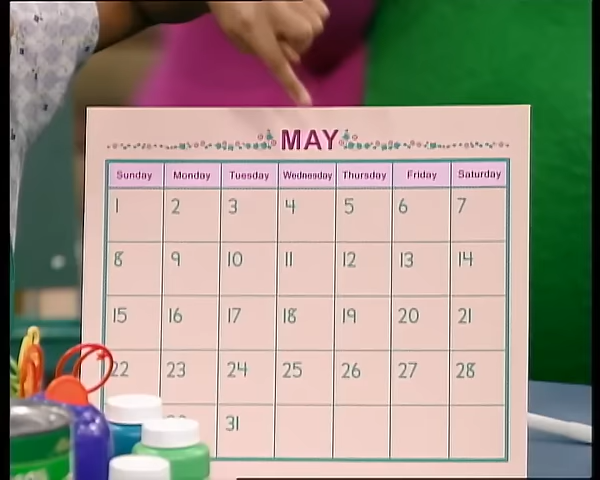 MAY
Sunday Monday Tuesday Wednesday Thursday Friday Saturday
1 2 3 4 5 6 7
8 9 10 11 12 13 14
15 16 17 18 19 20 21
22 23 24 25 26 27 28
31